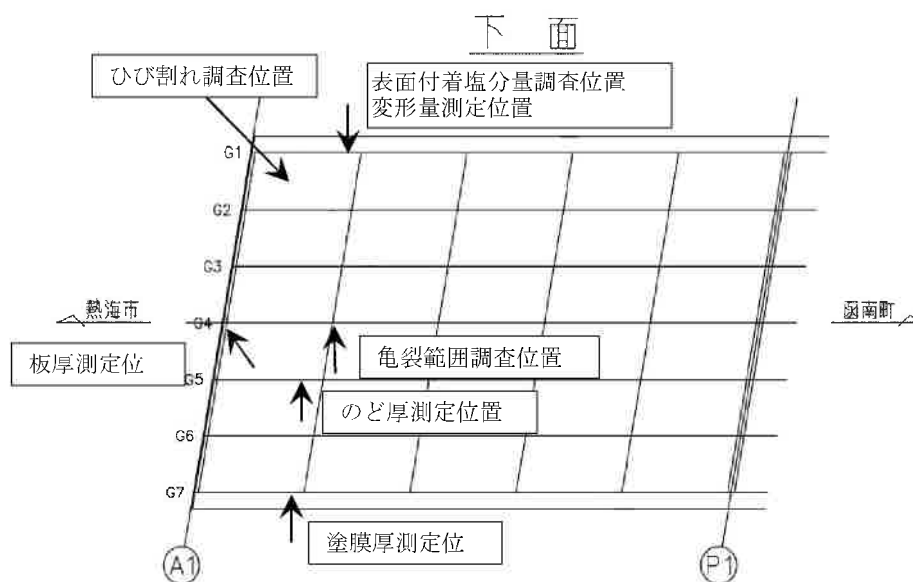 下 面
ひび割れ調査位置
表面付着塩分量調査位置
変形量測定位置
G1
G2
G3
熱海市
函南町
G4
板厚測定位
亀裂範囲調査位置
G5
のど厚測定位置
G6
G7
塗膜厚測定位
A1
P1